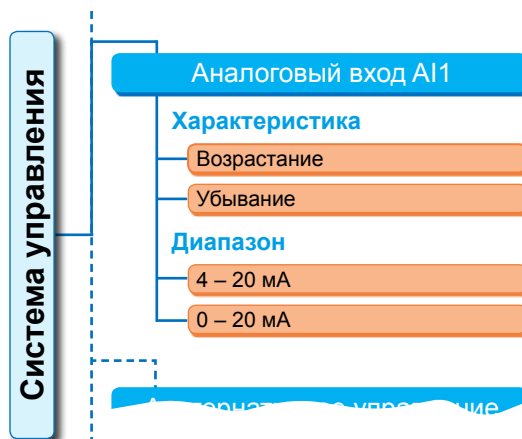 Система управления
Аналоговый вход AI1
Характеристика
Возрастание
Убывание
Диапазон
4 – 20 мА
0 – 20 мА